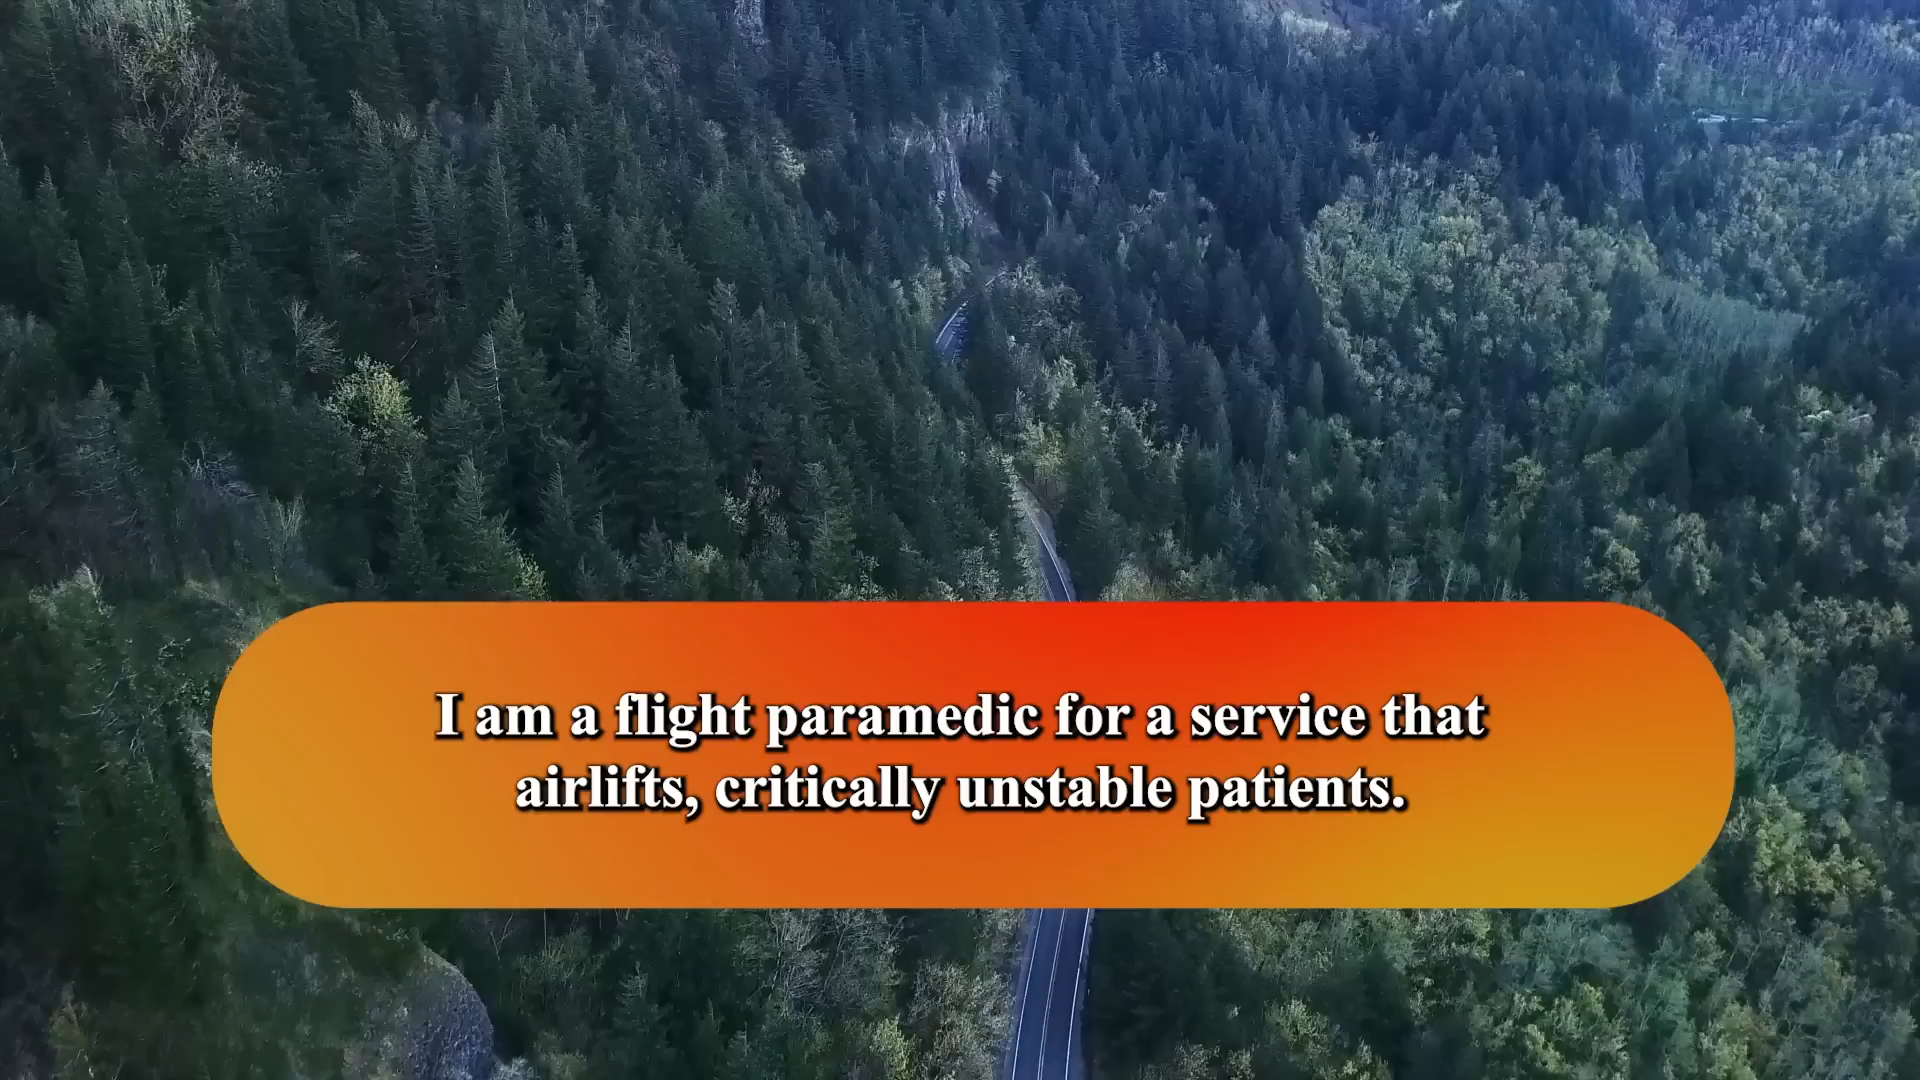 I am a flight paramedic for a service that
airlifts, critically unstable patients.